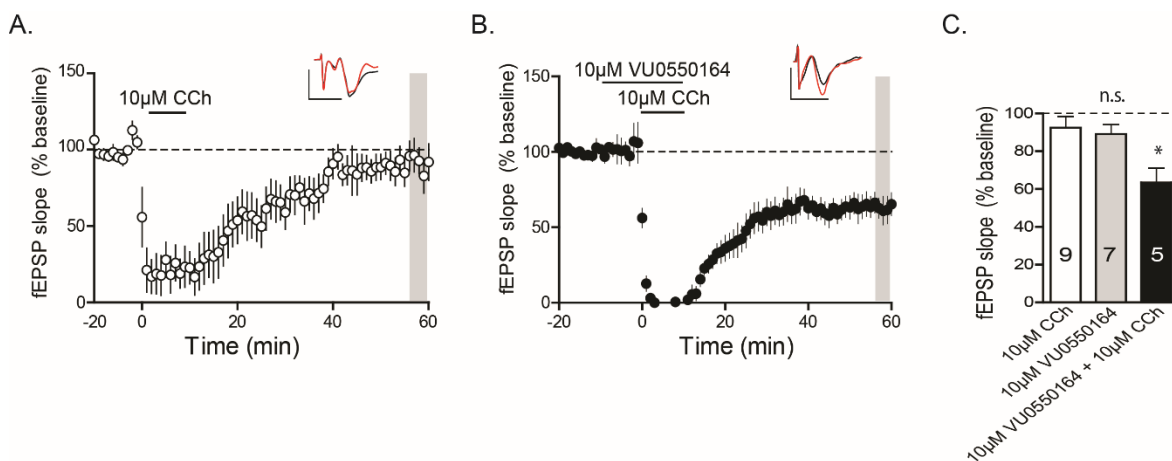 A.
150
10µM CCh
100
50
0
-20
0
20
40
60
Time (min)
fEPSP slope (% baseline)
B.
150
10µM VU0550164
10µM CCh
100
50
0
-20
0
20
40
60
Time (min)
fEPSP slope (% baseline)
C.
n.s.
*
100
80
60
40
20
0
fEPSP slope (% baseline)
9
7
5
10µM CCh
10µM VU0550164
10µM VU0550164 + 10µM CCh